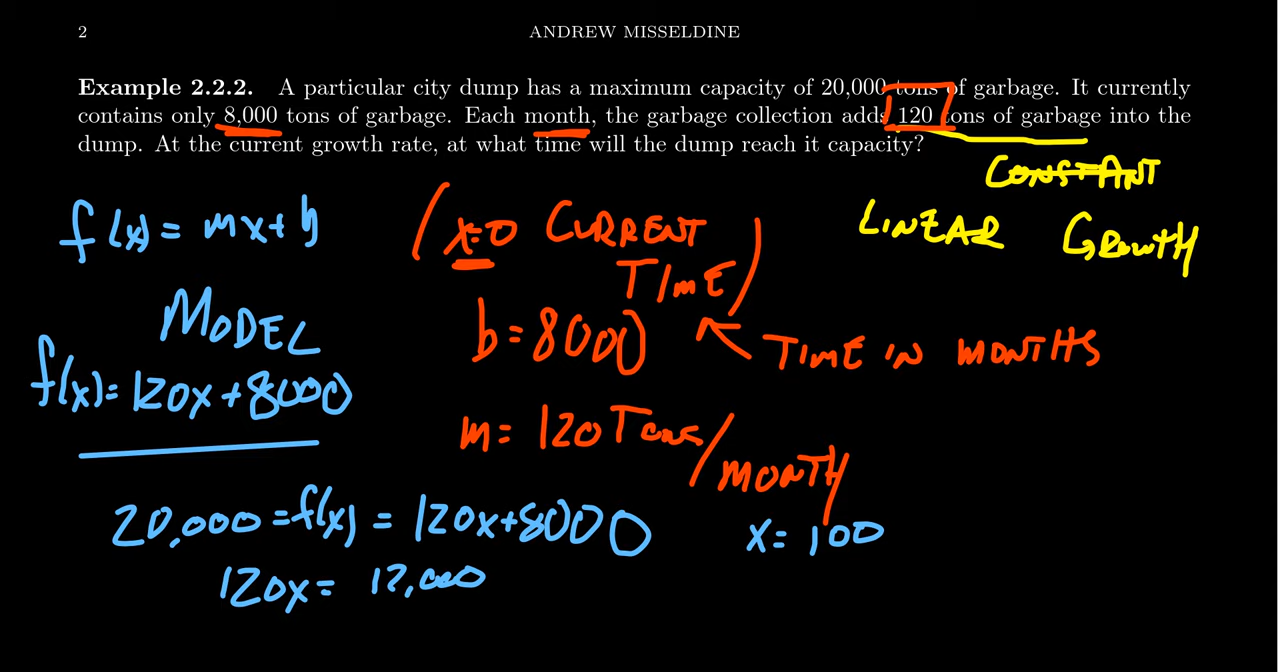 2 ANDREW MISSELDINE
Example 2.2.2. A particular city dump has a maximum capacity of 20,000 tons of garbage. It currently
contains only 8,000 tons of garbage. Each month, the garbage collection adds 120 tons of garbage into the
dump. At the current growth rate, at what time will the dump reach it capacity?
CONSTANT
LINEAR GROWTH
f(x) = mx + b
(x=0 CURRENT
TIME)
MODEL
b = 8000
TIME IN MONTHS
f(x) = 120x + 8000
m = 120 Tons/MONTH
20,000 = f(x) = 120x + 8000
x = 100
120x = 12,000